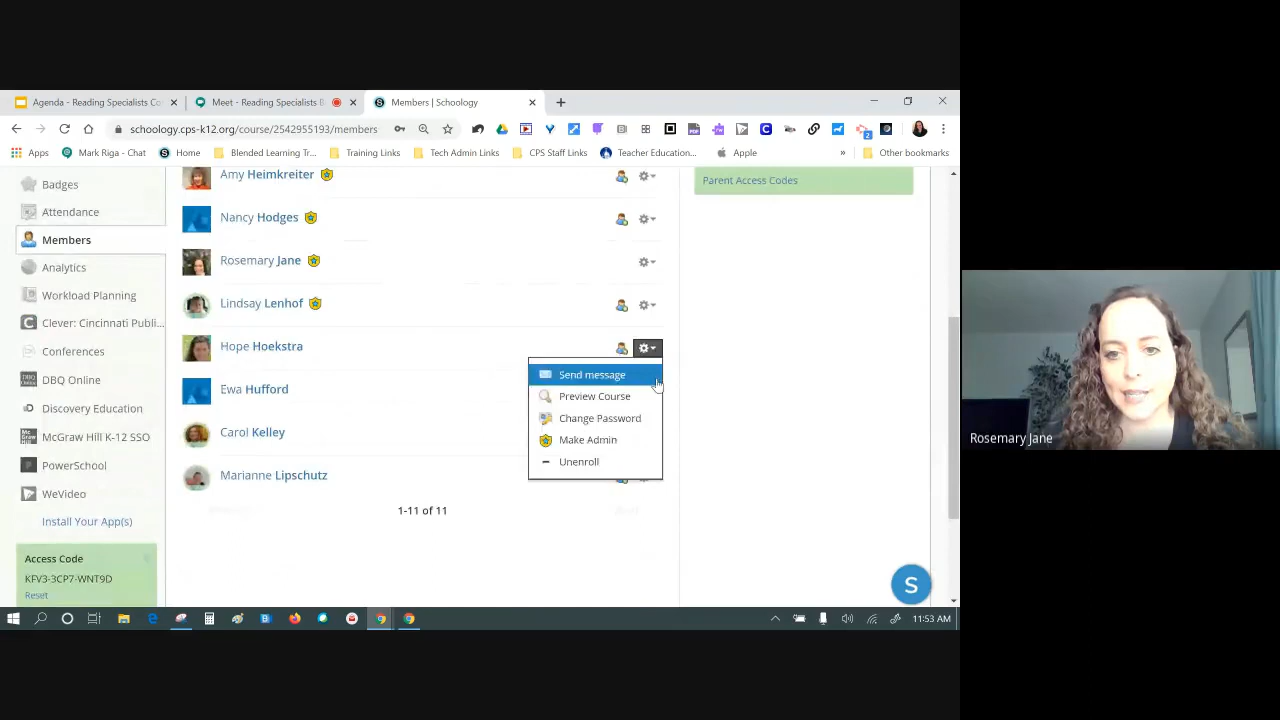 Agenda - Reading Specialists Co
Meet - Reading Specialists
Members | Schoology
schoology.cps-k12.org/course/2542955193/members
Apps
Mark Riga - Chat
Home
Blended Learning Tr...
Training Links
Tech Admin Links
CPS Staff Links
Teacher Education...
Apple
»
Other bookmarks
Badges
Attendance
Members
Analytics
Workload Planning
Clever: Cincinnati Publi...
Conferences
DBQ Online
Discovery Education
McGraw Hill K-12 SSO
PowerSchool
WeVideo
Install Your App(s)
Access Code
KFV3-3CP7-WNT9D
Reset
Amy Heimkreiter
Nancy Hodges
Rosemary Jane
Lindsay Lenhof
Hope Hoekstra
Ewa Hufford
Carol Kelley
Marianne Lipschutz
1-11 of 11
Send message
Preview Course
Change Password
Make Admin
Unenroll
Parent Access Codes
S
11:53 AM
Rosemary Jane